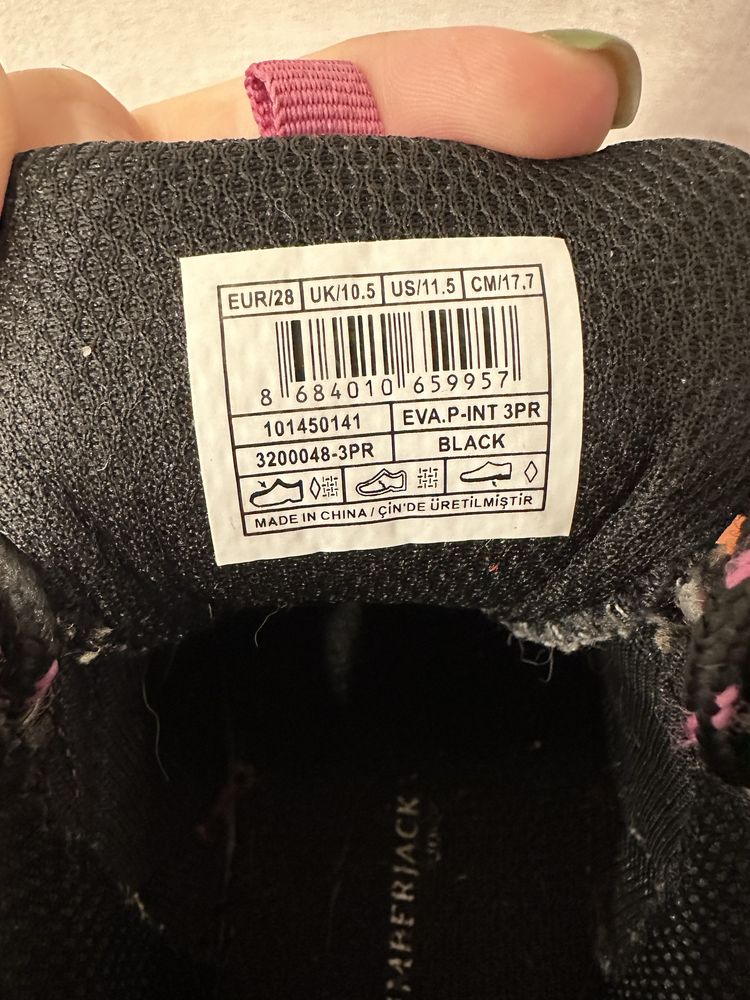 EUR/28 UK/10.5 US/11.5 CM/17,7
8 684010 659957
101450141 EVA.P-INT 3PR
3200048-3PR BLACK
MADE IN CHINA / ÇİN'DE ÜRETİLMİŞTİR
MBERJACK